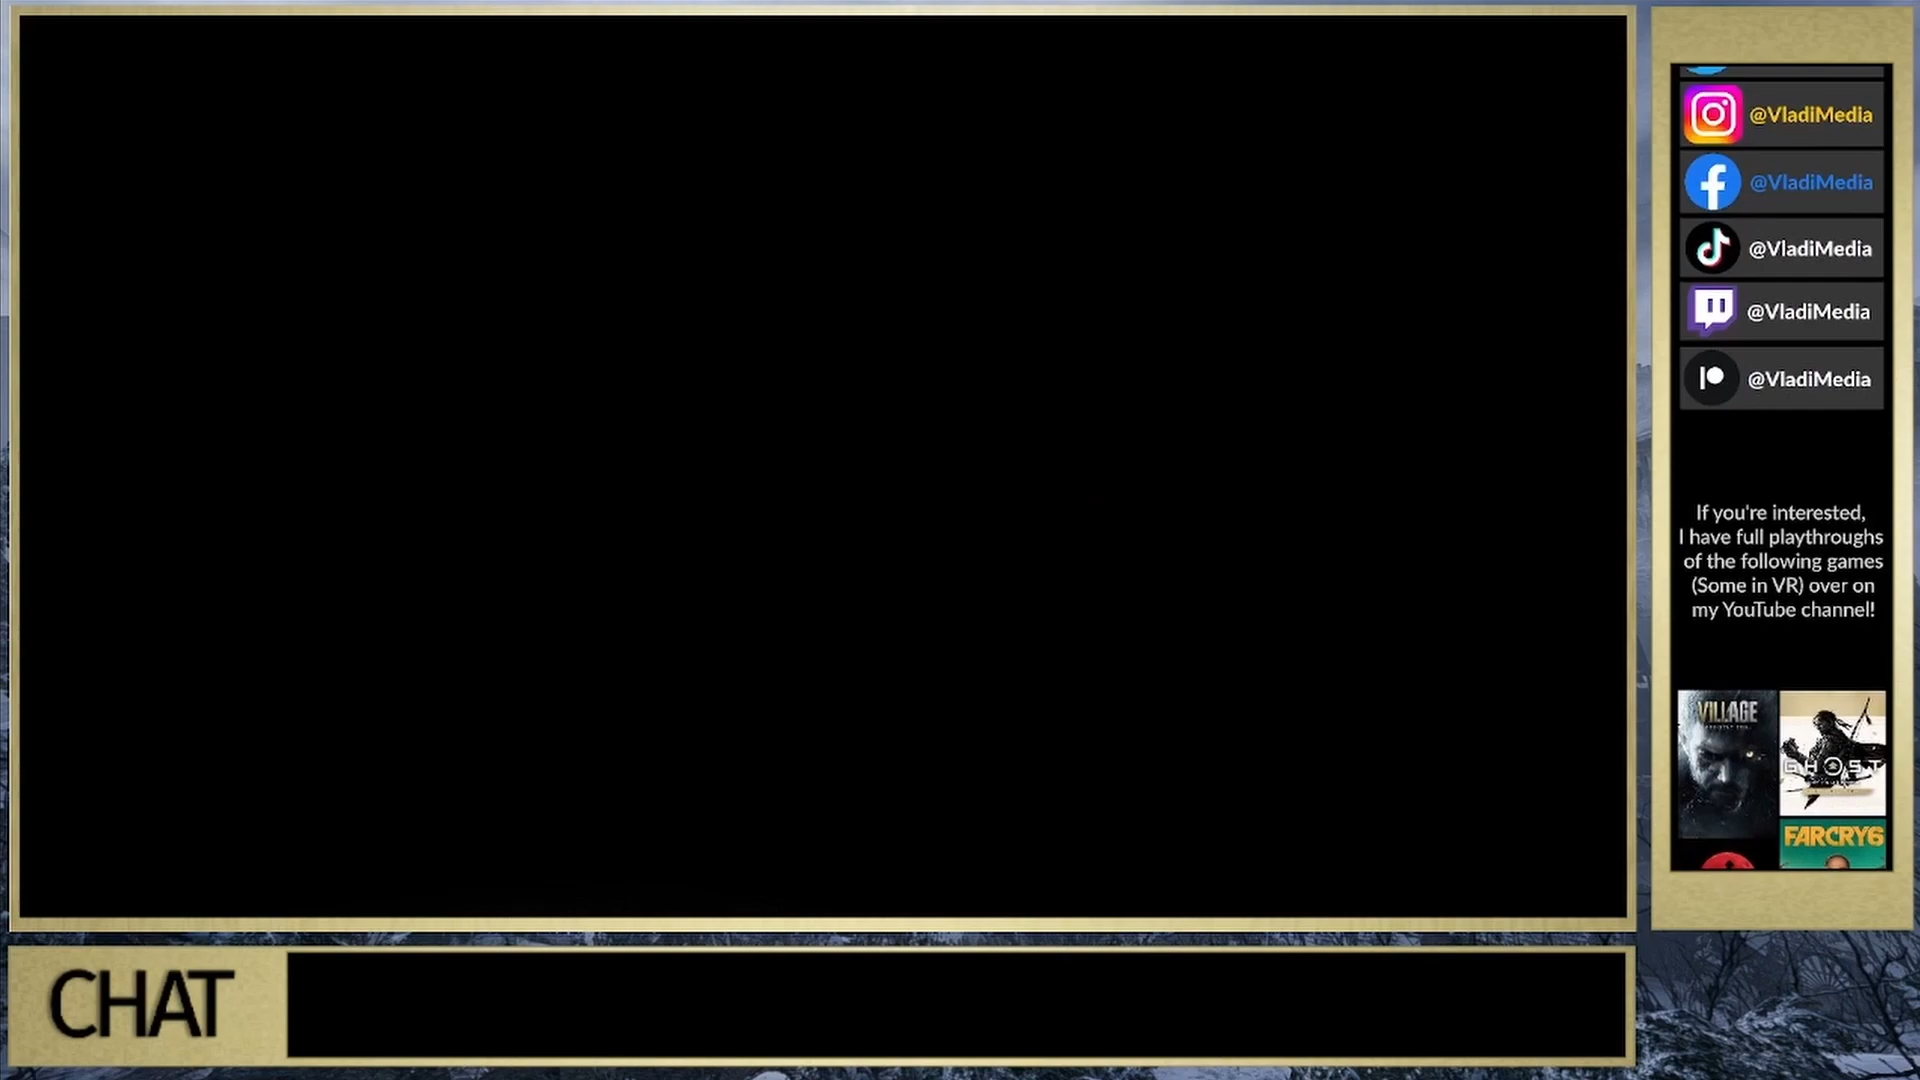 @VladiMedia
@VladiMedia
@VladiMedia
@VladiMedia
@VladiMedia
If you're interested,
I have full playthroughs
of the following games
(Some in VR) over on
my YouTube channel!
VILLAGE
GHOST
FARCRY6
CHAT